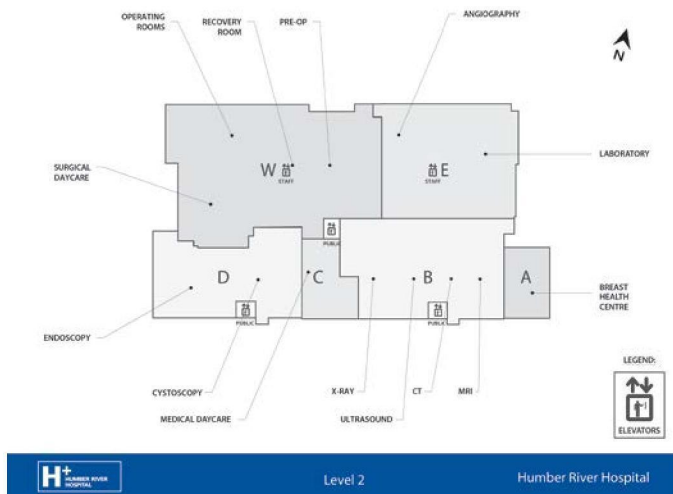 OPERATING
ROOMS
RECOVERY
ROOM
PRE-OP
ANGIOGRAPHY
N
LABORATORY
SURGICAL
DAYCARE
W
STAFF
E
STAFF
PUBLIC
D
C
B
A
PUBLIC
PUBLIC
BREAST
HEALTH
CENTRE
ENDOSCOPY
CYSTOSCOPY
MEDICAL DAYCARE
X-RAY
ULTRASOUND
CT
MRI
LEGEND:
ELEVATORS
H+
HUMBER RIVER
HOSPITAL
Level 2
Humber River Hospital